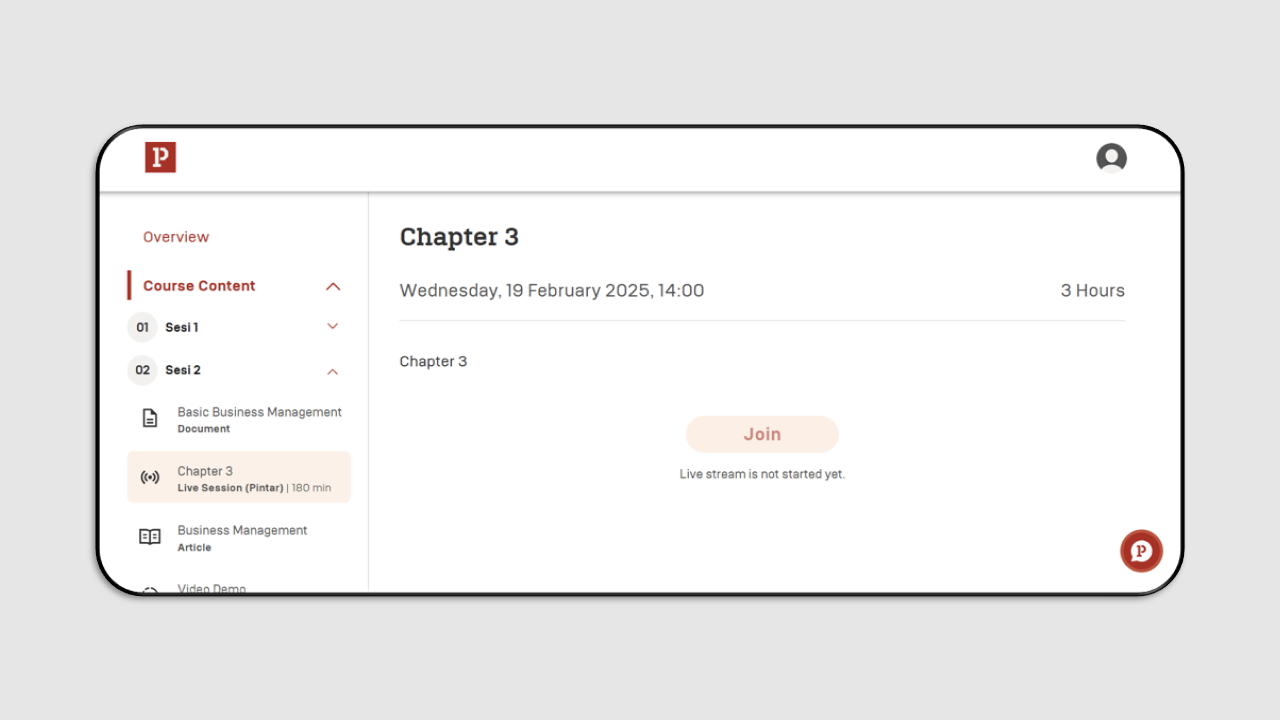 P
Overview
Course Content
01 Sesi 1
02 Sesi 2
Basic Business Management
Document
Chapter 3
Live Session (Pintar) | 180 min
Business Management
Article
Video Demo
Chapter 3
Wednesday, 19 February 2025, 14:00
3 Hours
Chapter 3
Join
Live stream is not started yet.
P